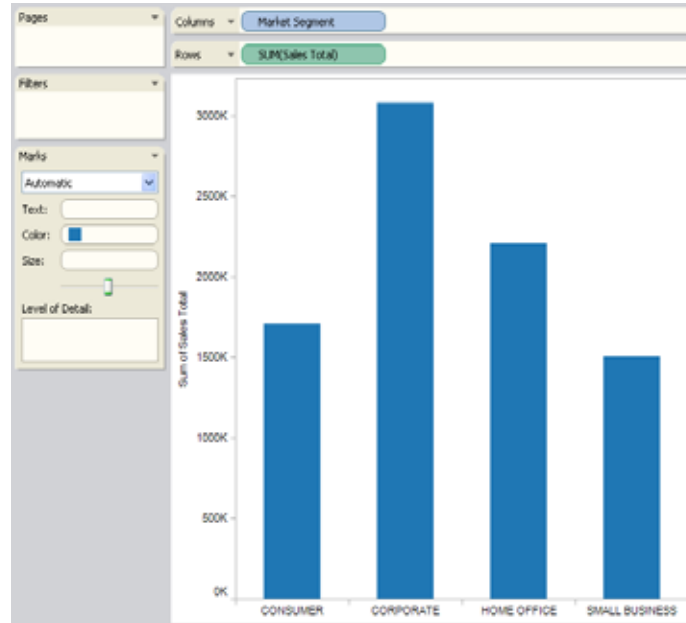 Pages
Columns
Market Segment
Rows
SUM(Sales Total)
Filters
Marks
Automatic
Text:
Color:
Size:
Level of Detail:
3000K
2500K
2000K
1500K
1000K
500K
0K
Sum of Sales Total
CONSUMER
CORPORATE
HOME OFFICE
SMALL BUSINESS